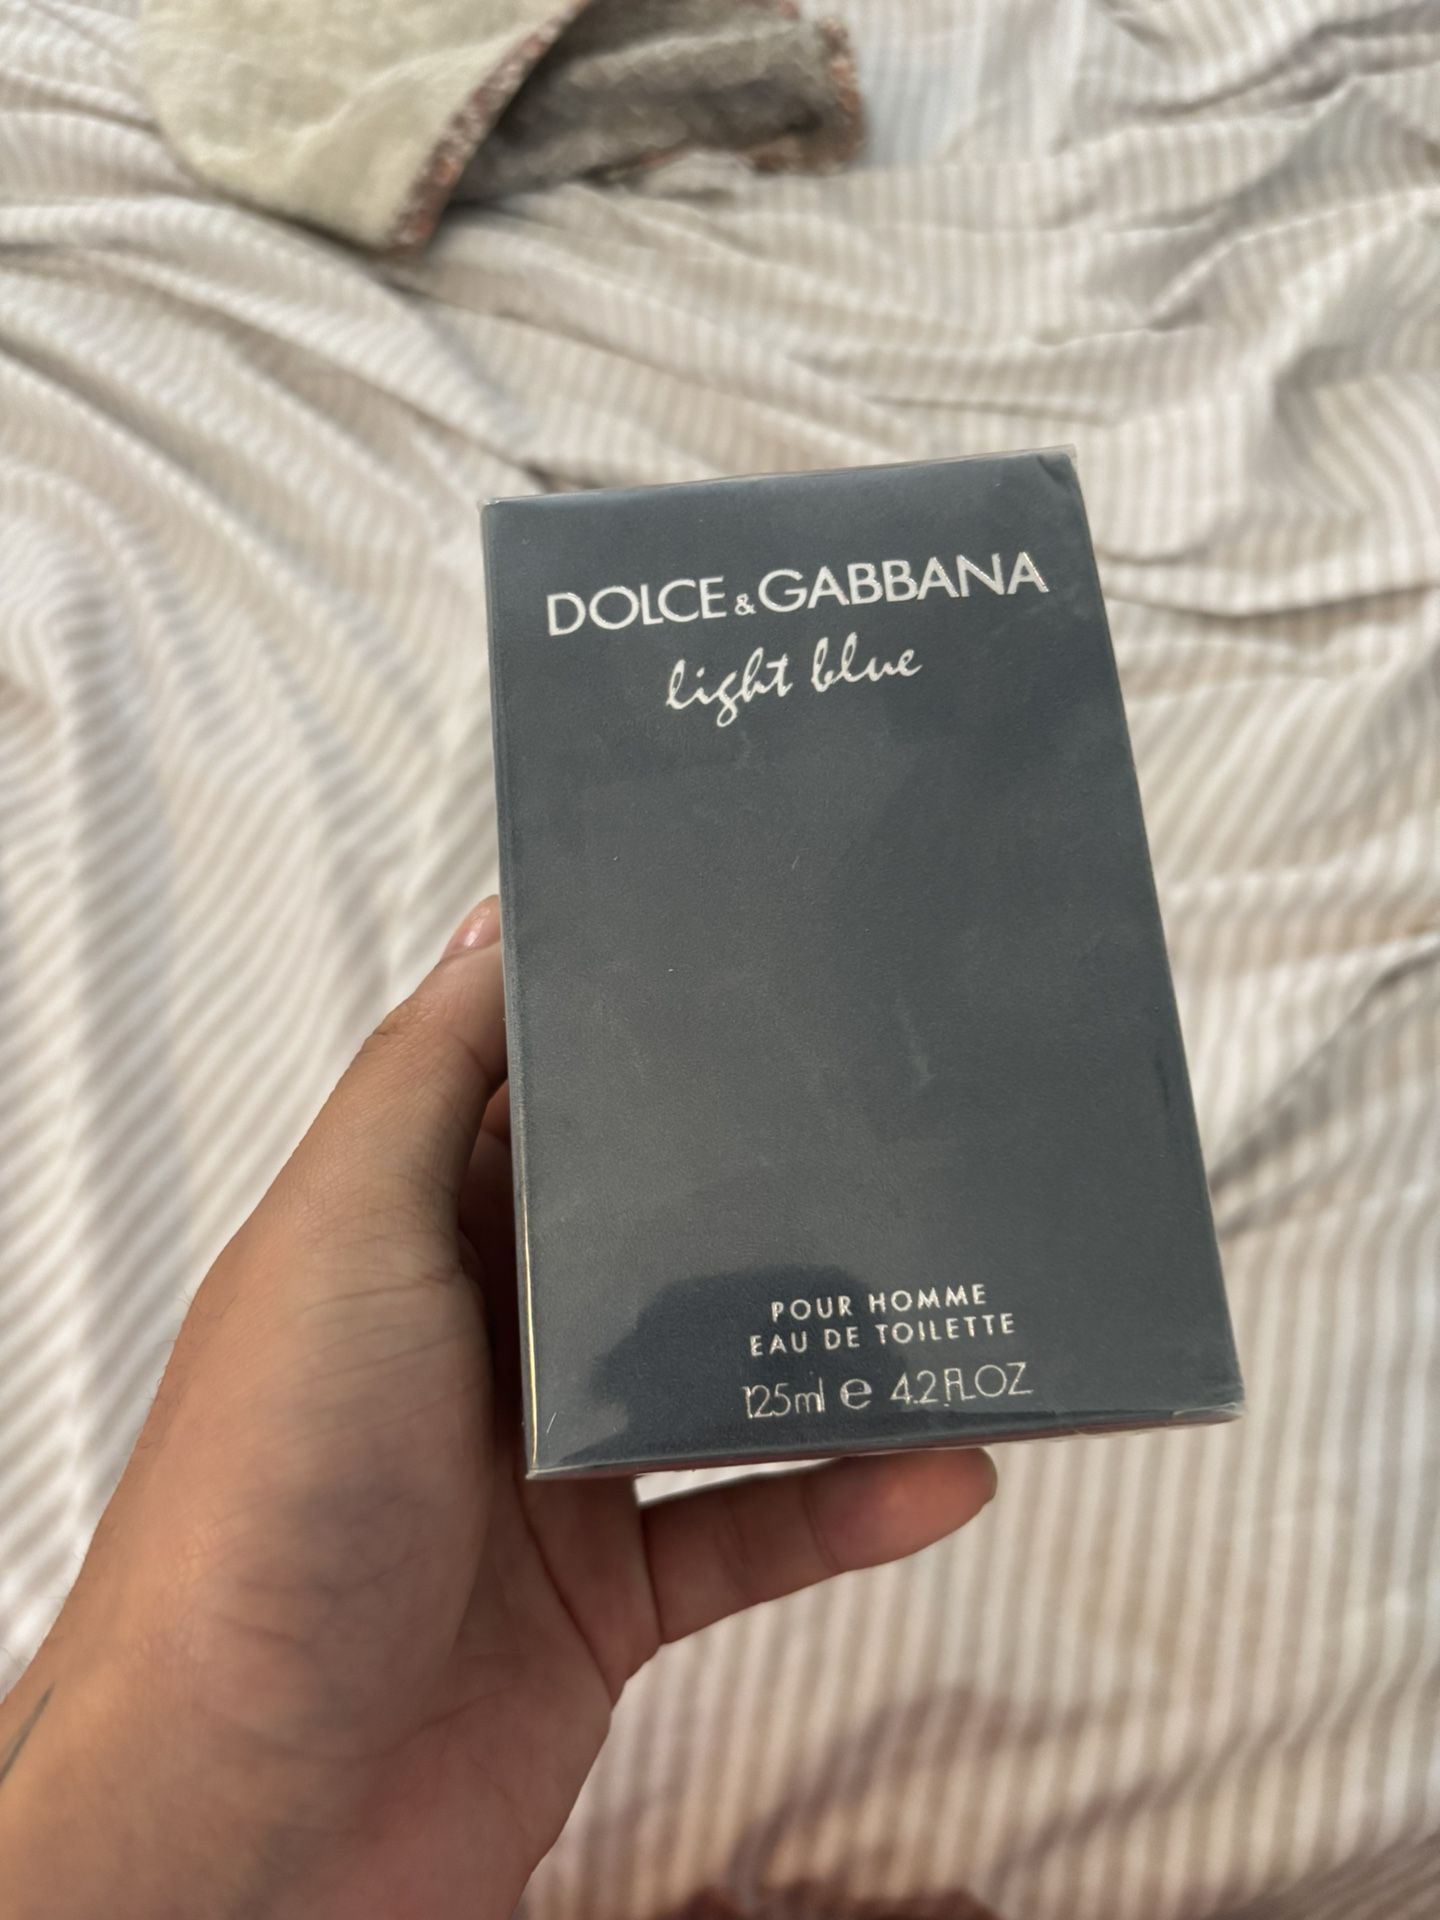 DOLCE & GABBANA
light blue
POUR HOMME
EAU DE TOILETTE
125ml e 4.2 FL.OZ